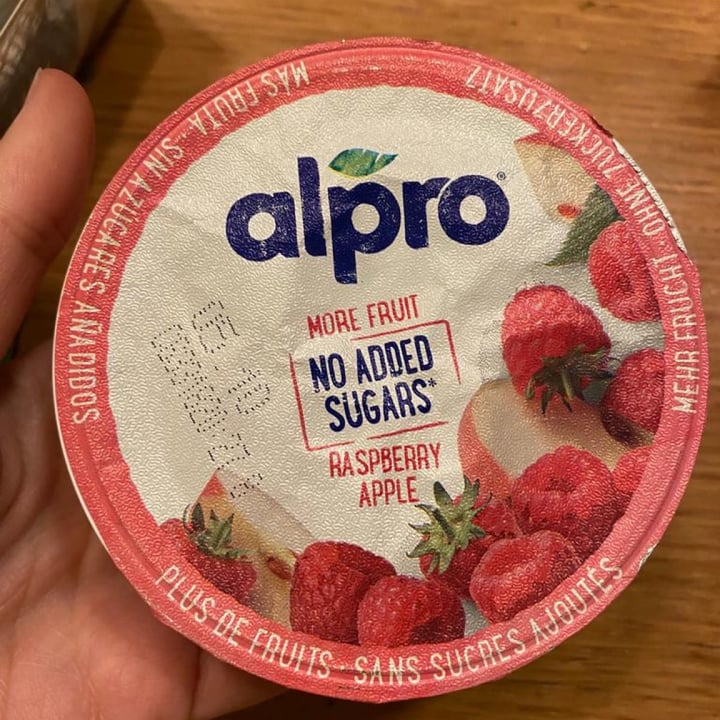 alpro®
MORE FRUIT
NO ADDED
SUGARS*
RASPBERRY
APPLE
MÁS FRUTA · SIN AZÚCARES AÑADIDOS
MEHR FRUCHT · OHNE ZUCKERZUSATZ
PLUS DE FRUITS · SANS SUCRES AJOUTÉS